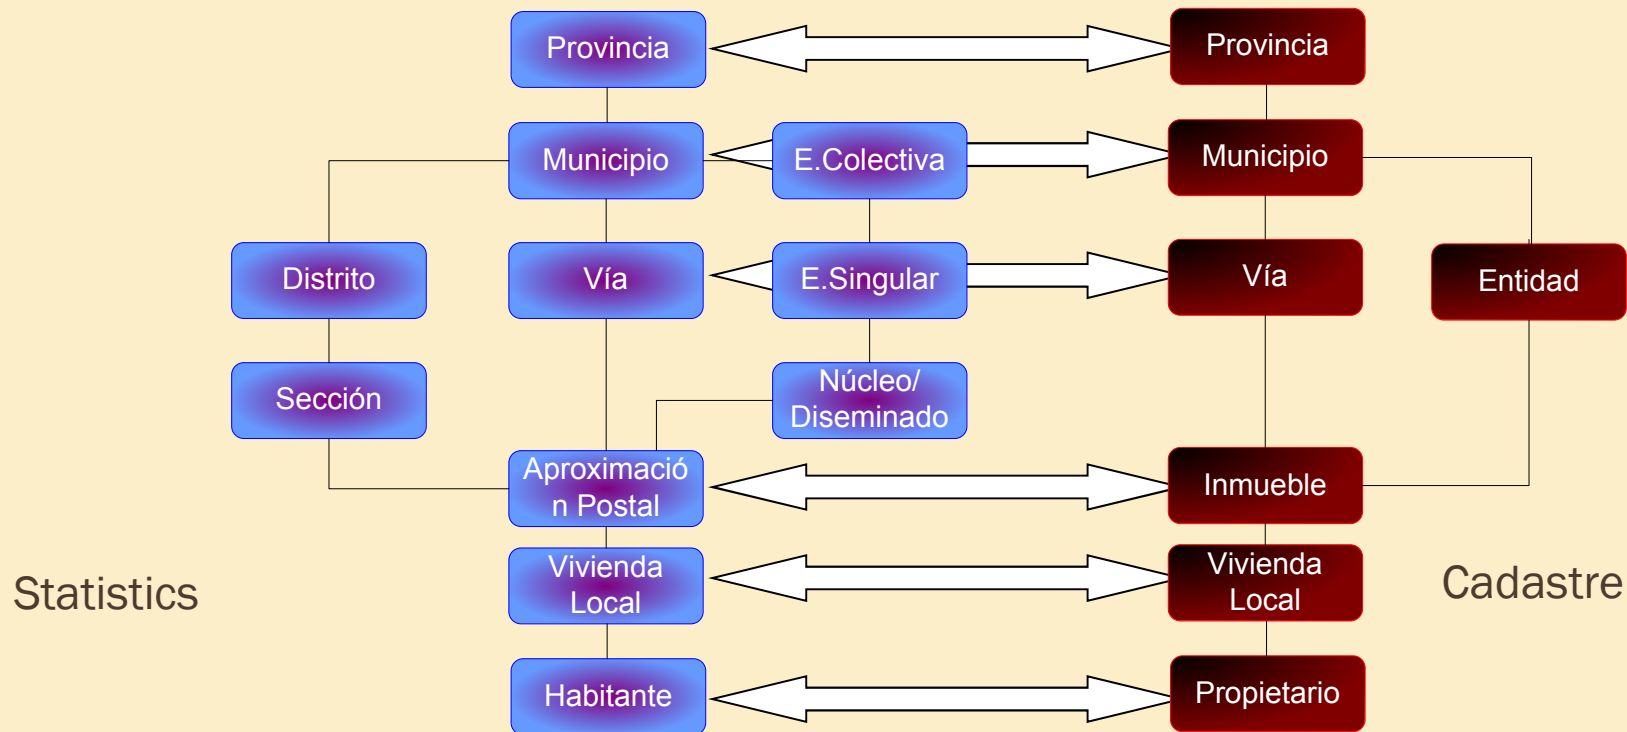 Provincia
Provincia
Municipio
E.Colectiva
Municipio
Distrito
Vía
E.Singular
Vía
Entidad
Sección
Núcleo/
Diseminado
Aproximació
n Postal
Inmueble
Statistics
Vivienda
Local
Vivienda
Local
Cadastre
Habitante
Propietario